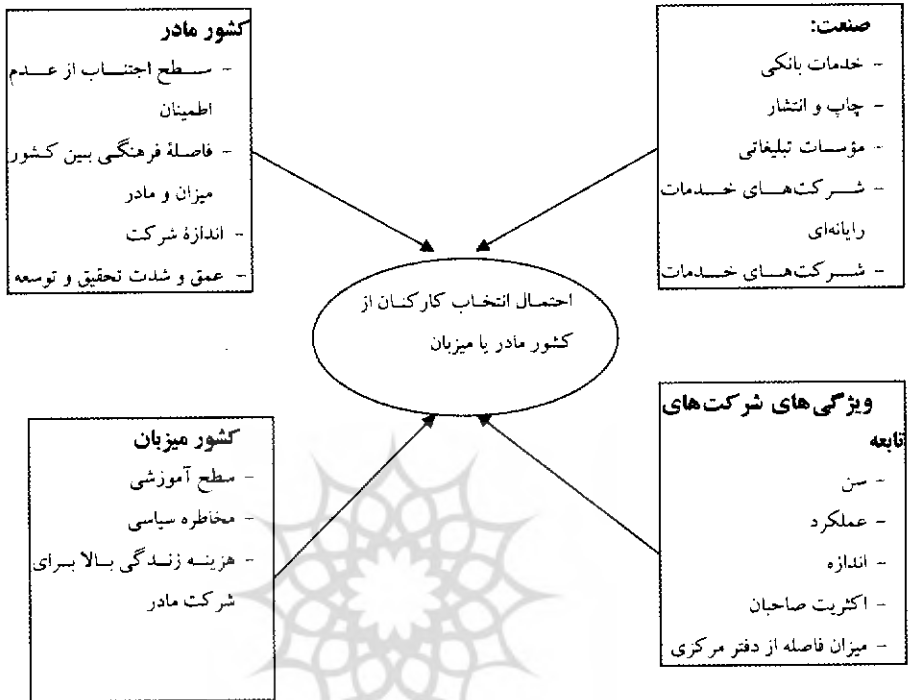 صنعت:
- خدمات بانکی
- چاپ و انتشار
- مؤسسات تبلیغاتی
- شرکت‌های خدمات
رایانه‌ای
- شرکت‌های خدمات
کشور مادر
- سطح اجتناب از عدم
اطمینان
- فاصلهٔ فرهنگی بین کشور
میزان و مادر
- اندازهٔ شرکت
- عمق و شدت تحقیق و توسعه
احتمال انتخاب کارکنان از
کشور مادر یا میزبان
ویژگی های شرکت های
تابعه
- سن
- عملکرد
- اندازه
- اکثریت صاحبان
- میزان فاصله از دفتر مرکزی
کشور میزبان
- سطح آموزشی
- مخاطره سیاسی
- هزینه زندگی بالا برای
شرکت مادر